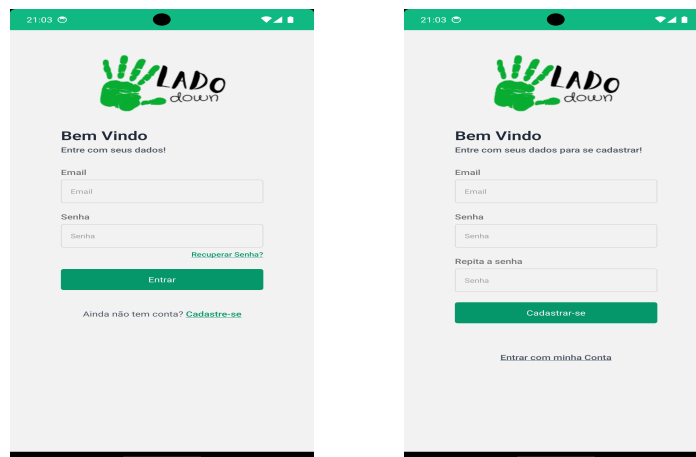 21:03
LADO
down
Bem Vindo
Entre com seus dados!
Email
Email
Senha
Senha
Recuperar Senha?
Entrar
Ainda não tem conta? Cadastre-se
21:03
LADO
down
Bem Vindo
Entre com seus dados para se cadastrar!
Email
Email
Senha
Senha
Repita a senha
Senha
Cadastrar-se
Entrar com minha Conta